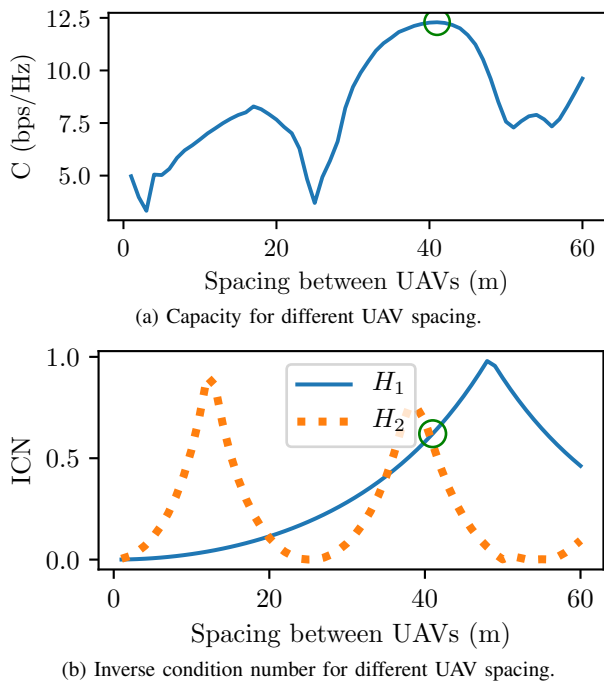 12.5
10.0
7.5
5.0
C (bps/Hz)
0 20 40 60
Spacing between UAVs (m)
(a) Capacity for different UAV spacing.
1.0
0.5
0.0
ICN
H1
H2
0 20 40 60
Spacing between UAVs (m)
(b) Inverse condition number for different UAV spacing.